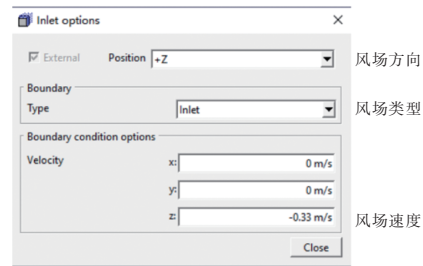 Inlet options
External Position +Z 风场方向
Boundary
Type Inlet 风场类型
Boundary condition options
Velocity x: 0 m/s
y: 0 m/s
z: -0.33 m/s 风场速度
Close